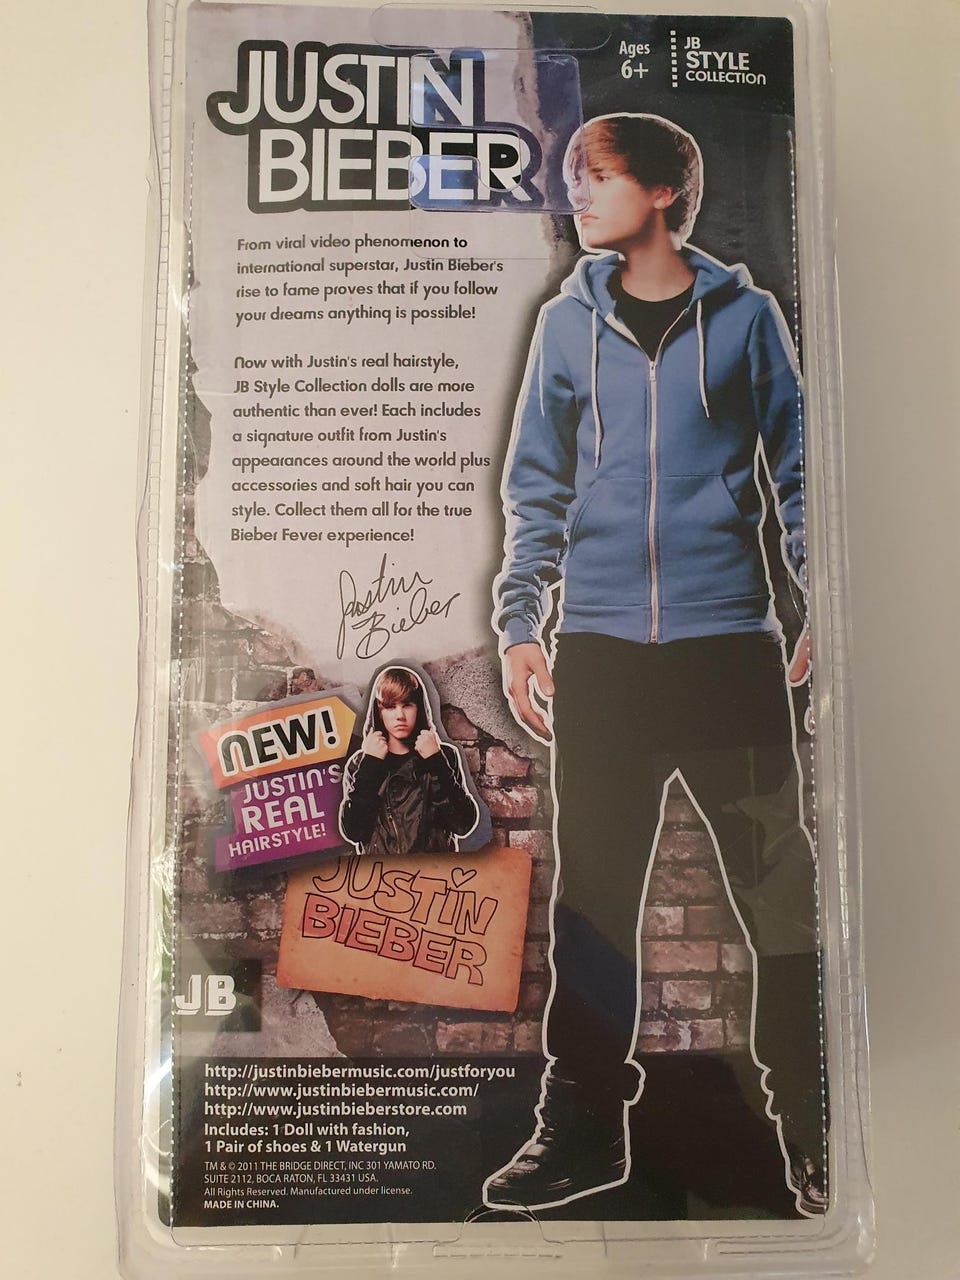 JUSTIN
BIEBER
Ages
6+
JB
STYLE
COLLECTION
From viral video phenomenon to
international superstar, Justin Bieber's
rise to fame proves that if you follow
your dreams anything is possible!
Now with Justin's real hairstyle,
JB Style Collection dolls are more
authentic than ever! Each includes
a signature outfit from Justin's
appearances around the world plus
accessories and soft hair you can
style. Collect them all for the true
Bieber Fever experience!
Justin
Bieber
NEW!
JUSTIN'S
REAL
HAIRSTYLE!
JUSTIN
BIEBER
JB
http://justinbiebermusic.com/justforyou
http://www.justinbiebermusic.com/
http://www.justinbieberstore.com
Includes: 1 Doll with fashion,
1 Pair of shoes & 1 Watergun
TM & © 2011 THE BRIDGE DIRECT, INC 301 YAMATO RD.
SUITE 2112, BOCA RATON, FL 33431 USA.
All Rights Reserved. Manufactured under license.
MADE IN CHINA.